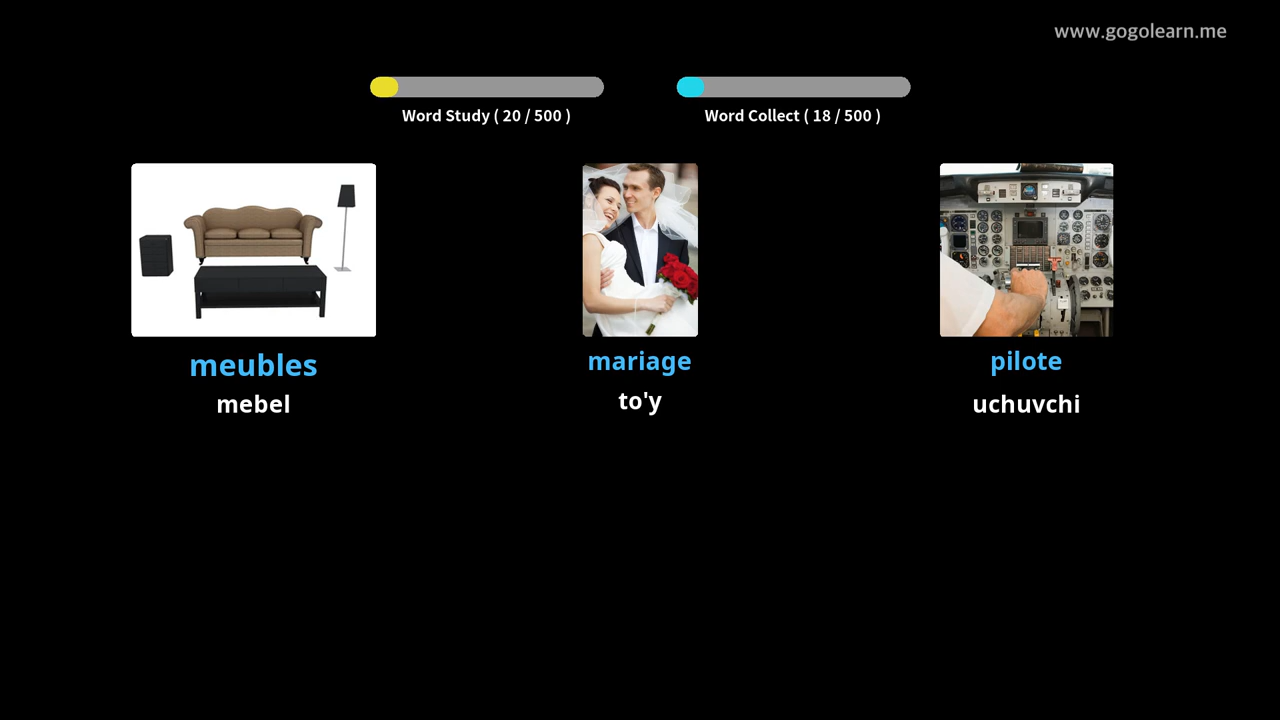 www.gogolearn.me
Word Study ( 20 / 500 )
Word Collect ( 18 / 500 )
meubles
mebel
mariage
to'y
pilote
uchuvchi